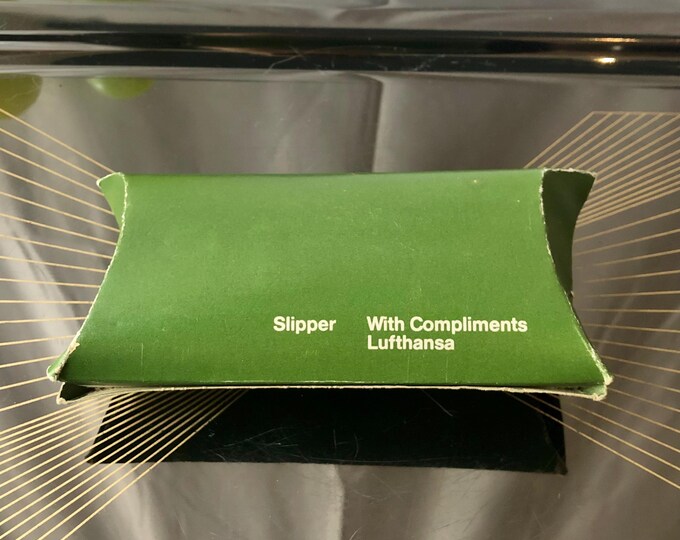 Slipper With Compliments
Lufthansa